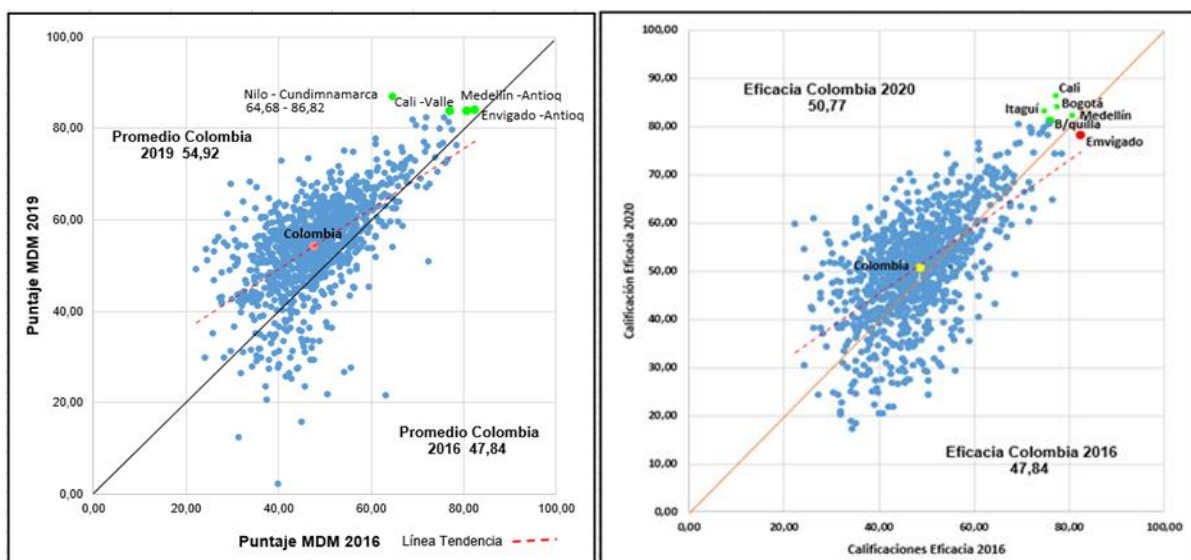 100,00
80,00
60,00
40,00
20,00
0,00
Puntaje MDM 2019
Nilo - Cundimnamarca
64,68 - 86,82
Cali -Valle
Medellín -Antioq
Envigado -Antioq
Promedio Colombia
2019 54,92
Colombia
Promedio Colombia
2016 47,84
0,00 20,00 40,00 60,00 80,00 100,00
Puntaje MDM 2016 Línea Tendencia
100,00
90,00
80,00
70,00
60,00
50,00
40,00
30,00
20,00
10,00
0,00
Calificación Eficacia 2020
Eficacia Colombia 2020
50,77
Cali
Bogotá
Itaguí
Medellín
B/quilla
Emvigado
Colombia
Eficacia Colombia 2016
47,84
0,00 20,00 40,00 60,00 80,00 100,00
Calificaciones Eficacia 2016